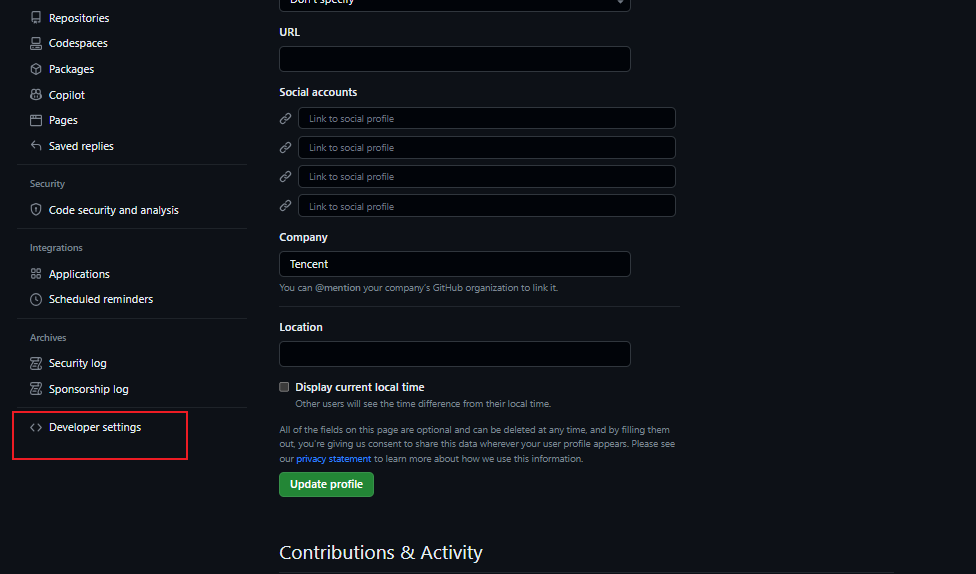 Repositories
Codespaces
Packages
Copilot
Pages
Saved replies
Security
Code security and analysis
Integrations
Applications
Scheduled reminders
Archives
Security log
Sponsorship log
Developer settings
Don't specify
URL
Social accounts
Link to social profile
Link to social profile
Link to social profile
Link to social profile
Company
Tencent
You can @mention your company's GitHub organization to link it.
Location
Display current local time
Other users will see the time difference from their local time.
All of the fields on this page are optional and can be deleted at any time, and by filling them
out, you're giving us consent to share this data wherever your user profile appears. Please see
our privacy statement to learn more about how we use this information.
Update profile
Contributions & Activity